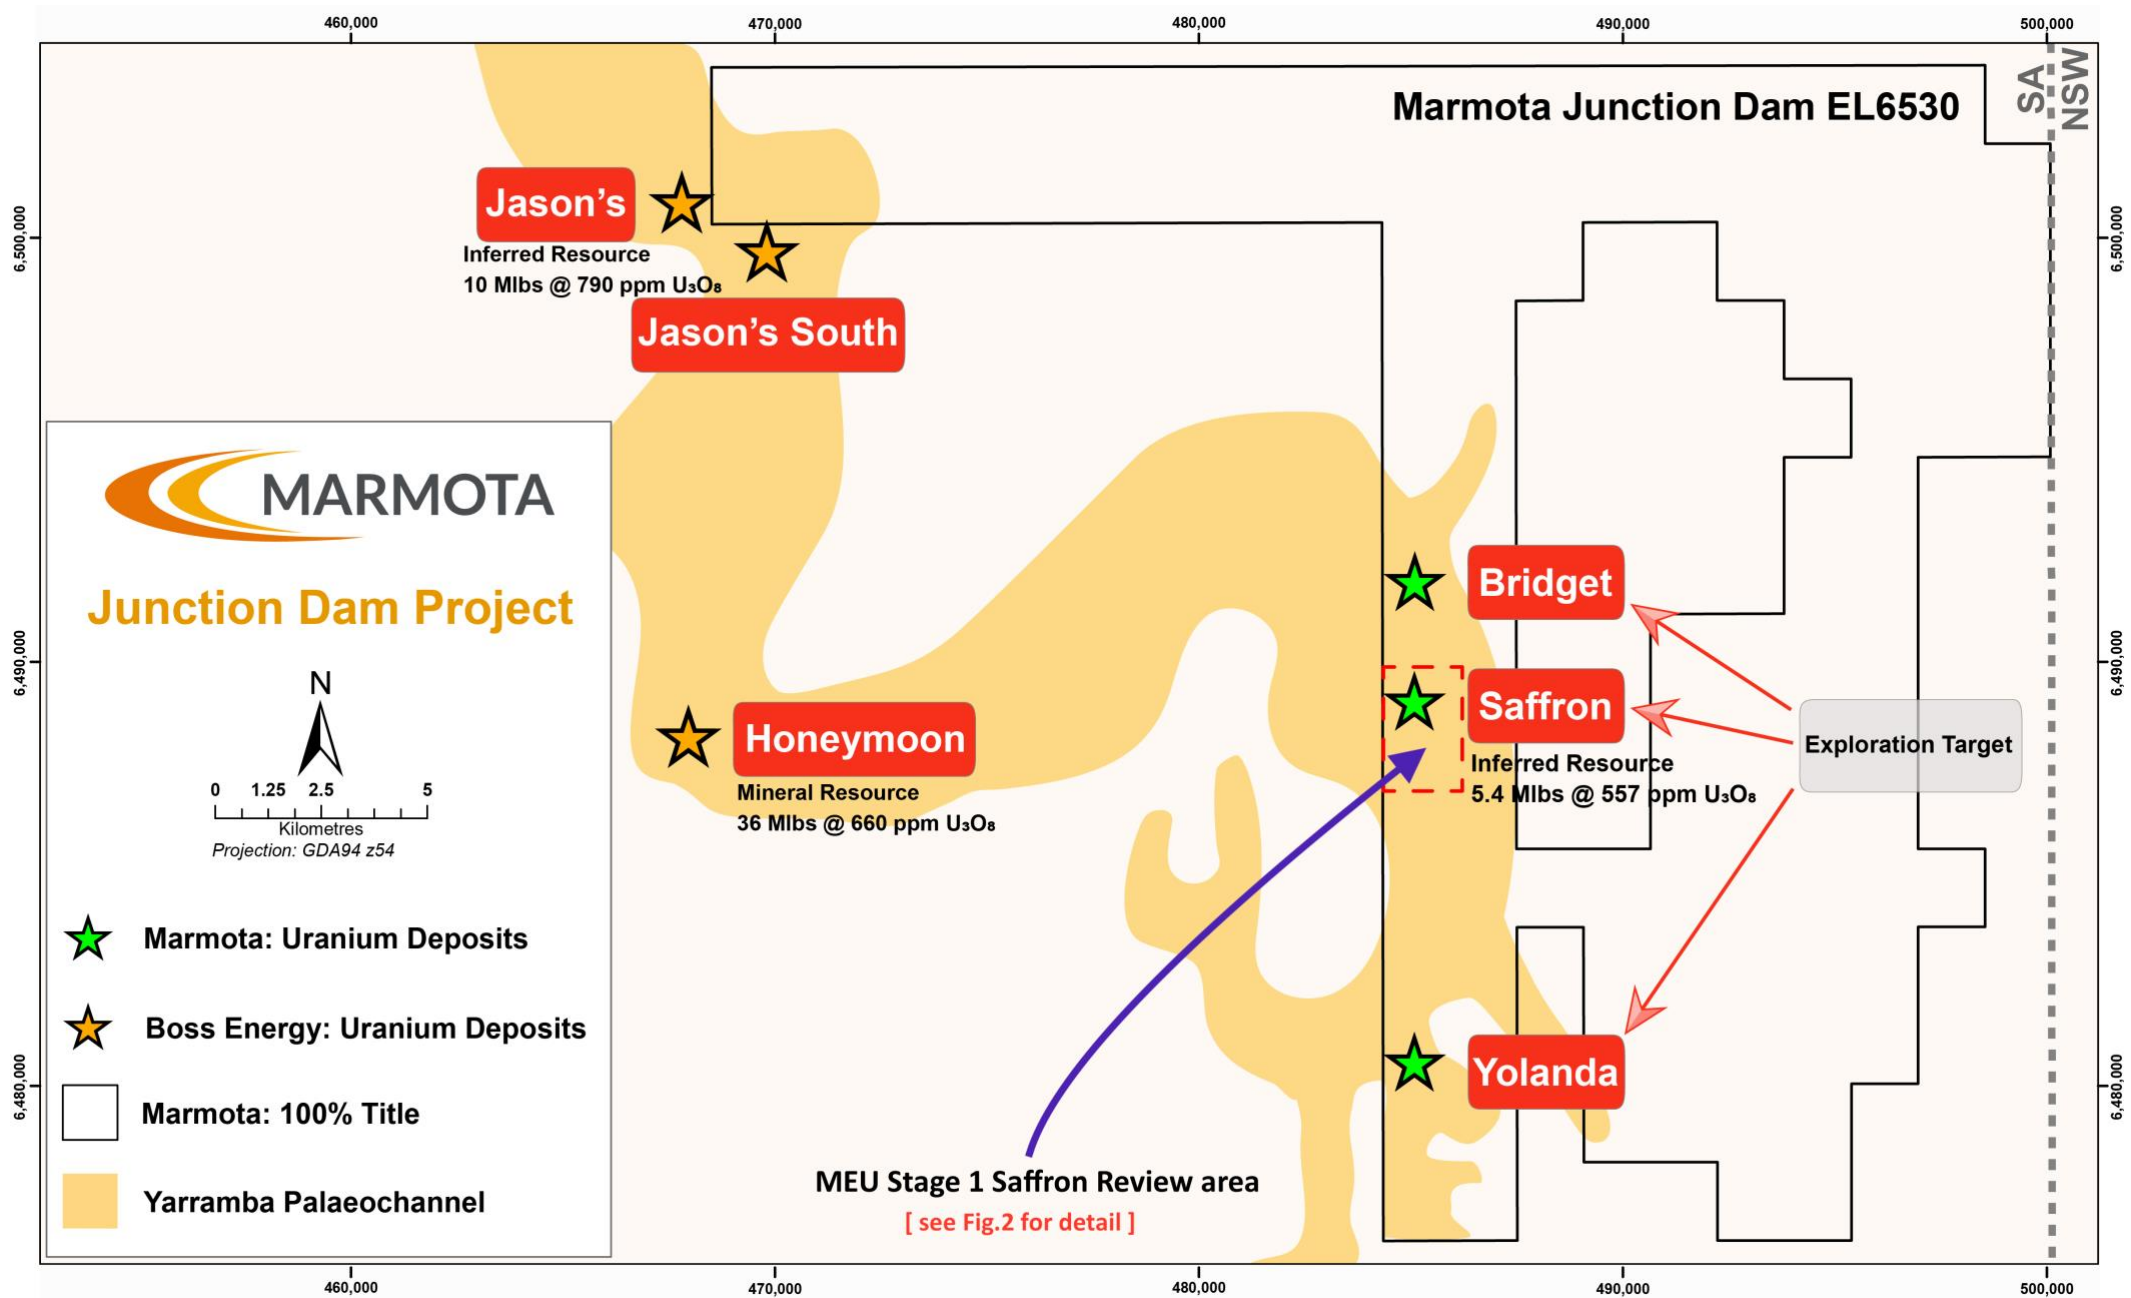 460,000
470,000
480,000
490,000
500,000
SA
NSW
Marmota Junction Dam EL6530
6,500,000
6,500,000
Jason’s
Inferred Resource
10 Mlbs @ 790 ppm U₃O₈
Jason’s South
MARMOTA
Junction Dam Project
N
0 1.25 2.5 5
Kilometres
Projection: GDA94 z54
Marmota: Uranium Deposits
Boss Energy: Uranium Deposits
Marmota: 100% Title
Yarramba Palaeochannel
Bridget
6,490,000
6,490,000
Saffron
Inferred Resource
5.4 Mlbs @ 557 ppm U₃O₈
Honeymoon
Mineral Resource
36 Mlbs @ 660 ppm U₃O₈
Exploration Target
Yolanda
6,480,000
6,480,000
MEU Stage 1 Saffron Review area
[ see Fig.2 for detail ]
460,000
470,000
480,000
490,000
500,000